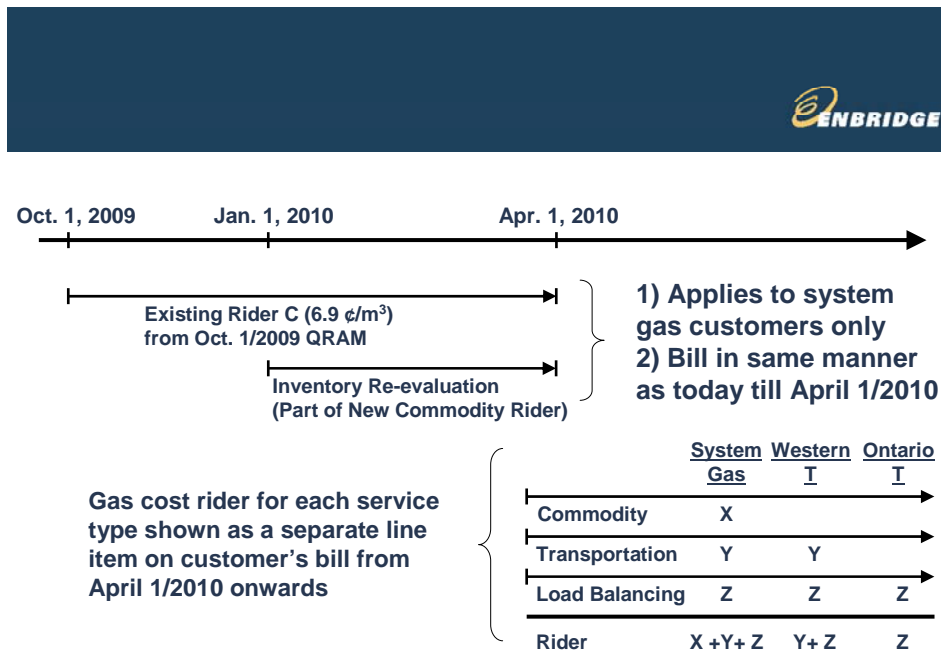 ENBRIDGE
Oct. 1, 2009 Jan. 1, 2010 Apr. 1, 2010
Existing Rider C (6.9 ¢/m³)
from Oct. 1/2009 QRAM
Inventory Re-evaluation
(Part of New Commodity Rider)
1) Applies to system
gas customers only
2) Bill in same manner
as today till April 1/2010
Gas cost rider for each service
type shown as a separate line
item on customer's bill from
April 1/2010 onwards
System Western Ontario
Gas T T
Commodity X
Transportation Y Y
Load Balancing Z Z Z
Rider X +Y+ Z Y+ Z Z